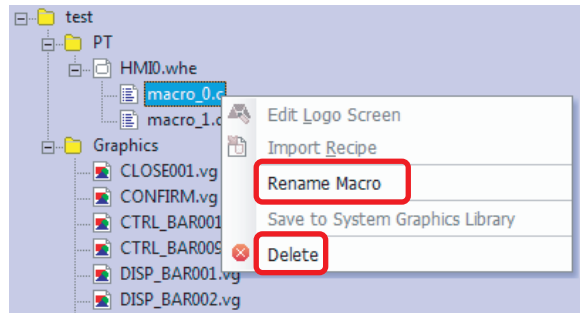 test
PT
HMI0.whe
macro_0.c
macro_1.c
Edit Logo Screen
Import Recipe
Rename Macro
Save to System Graphics Library
Delete
Graphics
CLOSE001.vg
CONFIRM.vg
CTRL_BAR001
CTRL_BAR009
DISP_BAR001.vg
DISP_BAR002.vg